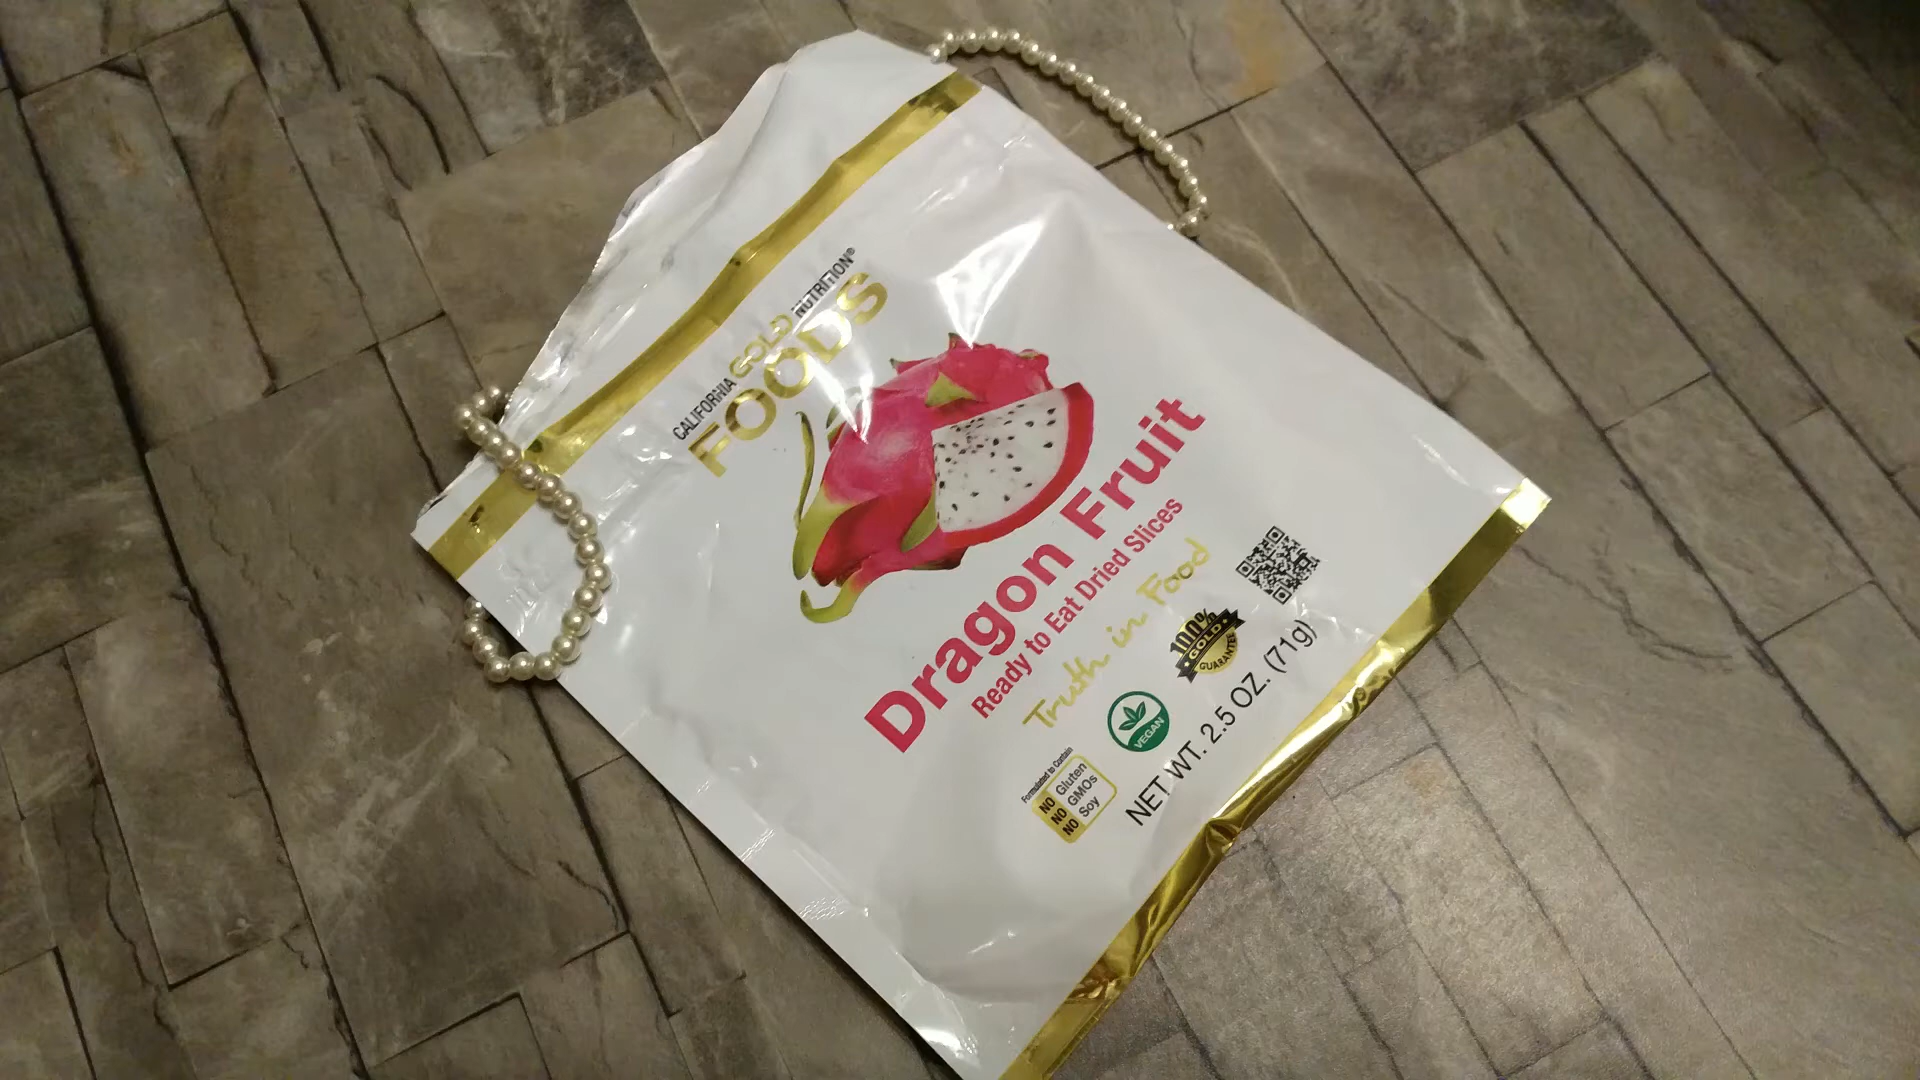 CALIFORNIA GOLD NUTRITION®
FOODS
Dragon Fruit
Ready to Eat Dried Slices
Truth in Food
100%
GOLD
GUARANTEE
VEGAN
Formulated to Contain
NO Gluten
NO GMOs
NO Soy
NET WT. 2.5 OZ. (71g)